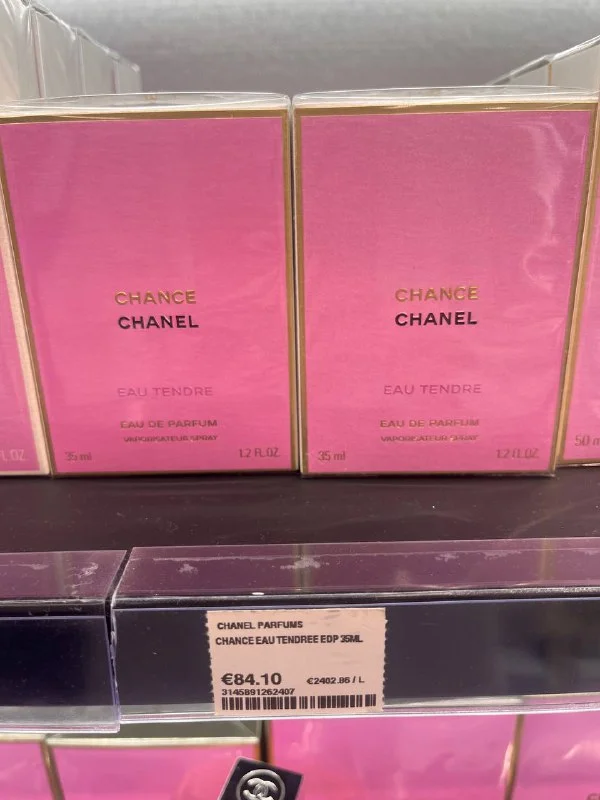 CHANCE
CHANEL
EAU TENDRE
EAU DE PARFUM
VAPORISATEUR SPRAY
35 ml 1.2 FL.OZ.
CHANCE
CHANEL
EAU TENDRE
EAU DE PARFUM
VAPORISATEUR SPRAY
35 ml 1.2 fl.OZ.
50 m
CHANEL PARFUMS
CHANCE EAU TENDREE EDP 35ML
€84.10 €2402.86 / L
3145891262407